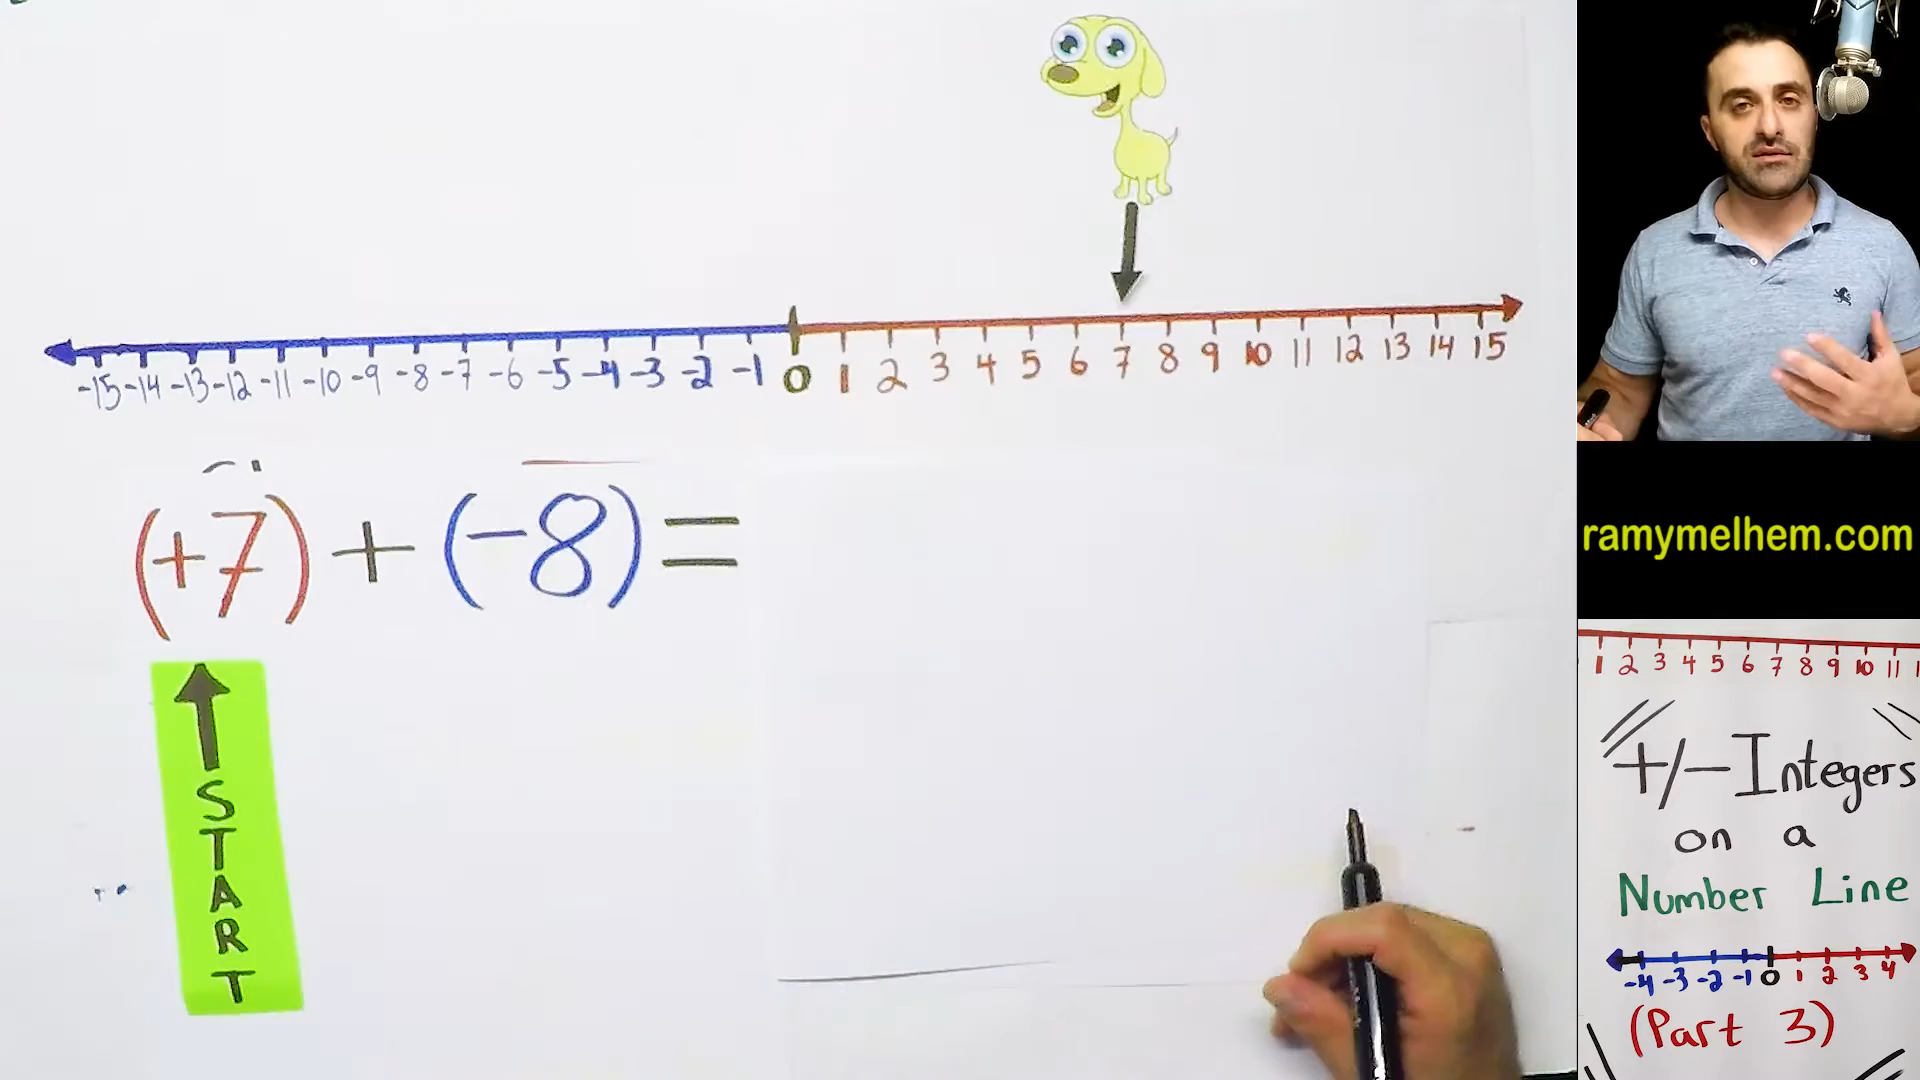 -15 -14 -13 -12 -11 -10 -9 -8 -7 -6 -5 -4 -3 -2 -1 0 1 2 3 4 5 6 7 8 9 10 11 12 13 14 15
(+7) + (-8) =
START
ramymelhem.com
1 2 3 4 5 6 7 8 9 10 11 1
+/- Integers
on a
Number Line
-4 -3 -2 -1 0 1 2 3 4
(Part 3)